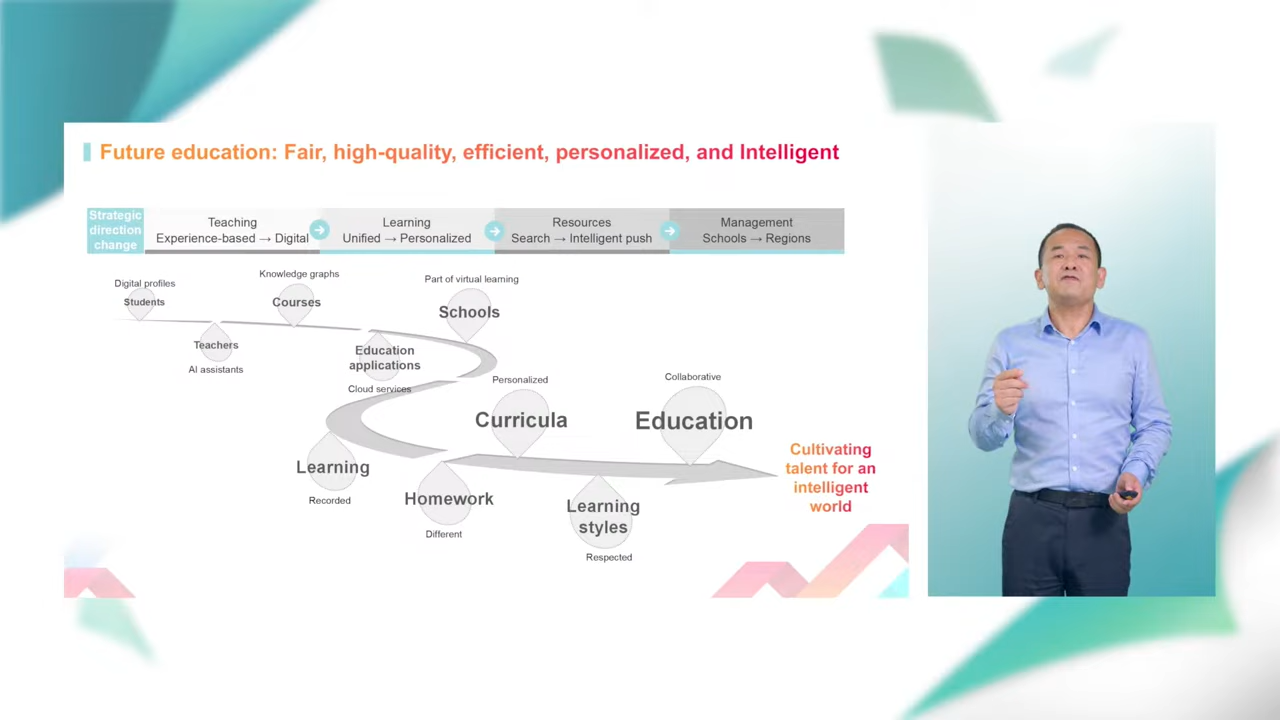 Future education: Fair, high-quality, efficient, personalized, and Intelligent
Strategic
direction
change
Teaching
Experience-based → Digital
Learning
Unified → Personalized
Resources
Search → Intelligent push
Management
Schools → Regions
Digital profiles
Students
Teachers
AI assistants
Knowledge graphs
Courses
Education
applications
Cloud services
Part of virtual learning
Schools
Learning
Recorded
Homework
Different
Personalized
Curricula
Learning
styles
Respected
Collaborative
Education
Cultivating
talent for an
intelligent
world